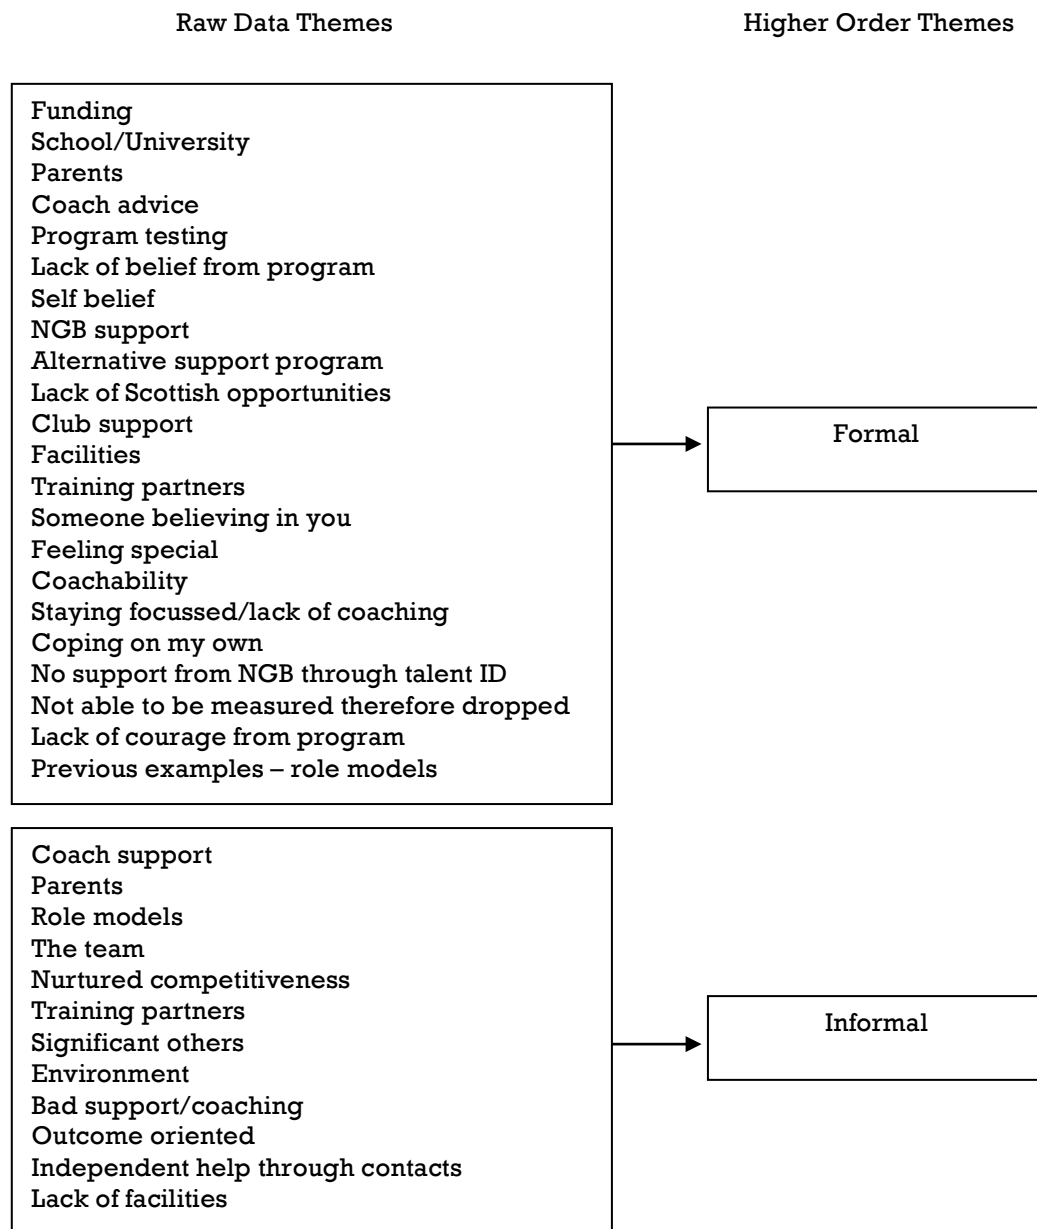 Raw Data Themes
Higher Order Themes
Funding
School/University
Parents
Coach advice
Program testing
Lack of belief from program
Self belief
NGB support
Alternative support program
Lack of Scottish opportunities
Club support
Facilities
Training partners
Someone believing in you
Feeling special
Coachability
Staying focussed/lack of coaching
Coping on my own
No support from NGB through talent ID
Not able to be measured therefore dropped
Lack of courage from program
Previous examples – role models
Formal
Coach support
Parents
Role models
The team
Nurtured competitiveness
Training partners
Significant others
Environment
Bad support/coaching
Outcome oriented
Independent help through contacts
Lack of facilities
Informal